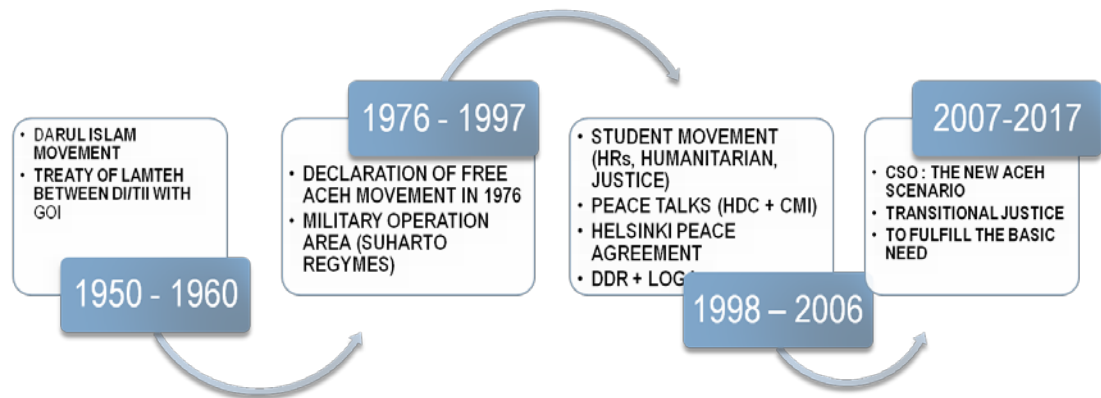 • DARUL ISLAM
MOVEMENT
• TREATY OF LAMTEH
BETWEEN DI/TII WITH
GOI
1950 - 1960
1976 - 1997
• DECLARATION OF FREE
ACEH MOVEMENT IN 1976
• MILITARY OPERATION
AREA (SUHARTO
REGYMES)
• STUDENT MOVEMENT
(HRs, HUMANITARIAN,
JUSTICE)
• PEACE TALKS (HDC + CMI)
• HELSINKI PEACE
AGREEMENT
• DDR +
1998 – 2006
2007-2017
• CSO : THE NEW ACEH
SCENARIO
• TRANSITIONAL JUSTICE
• TO FULFILL THE BASIC
NEED